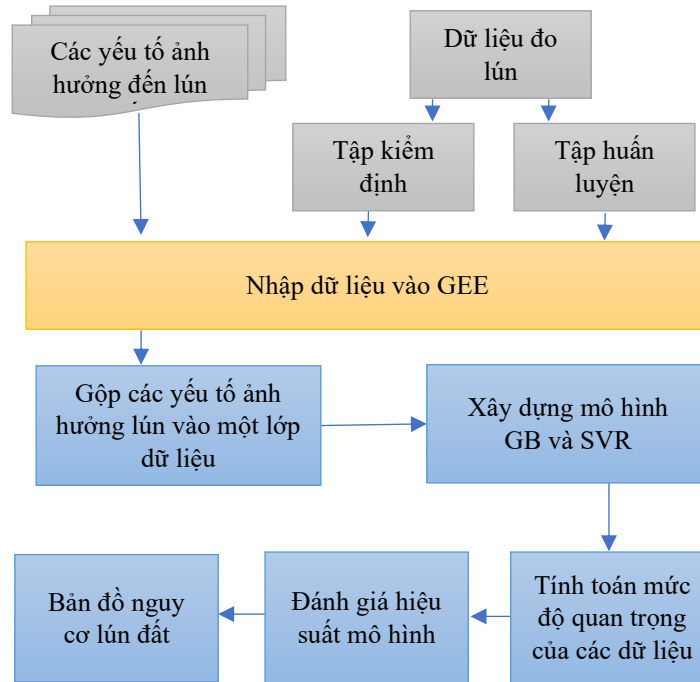 Các yếu tố ảnh
hưởng đến lún
Dữ liệu đo
lún
Tập kiểm
định
Tập huấn
luyện
Nhập dữ liệu vào GEE
Gộp các yếu tố ảnh
hưởng lún vào một lớp
dữ liệu
Xây dựng mô hình
GB và SVR
Bản đồ nguy
cơ lún đất
Đánh giá hiệu
suất mô hình
Tính toán mức
độ quan trọng
của các dữ liệu